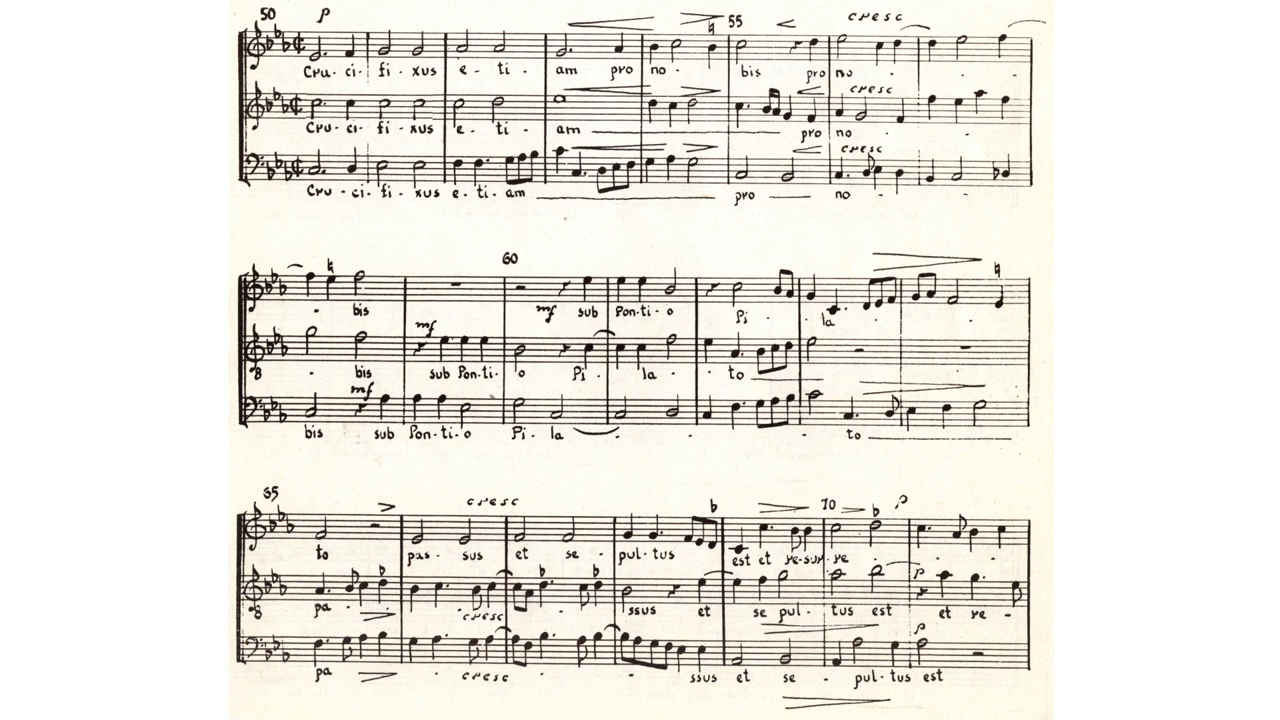 50 p 55 cresc
Cru - ci - fi - xus e - ti - am pro no - bis pro no - - -
cresc
Cru - ci - fi - xus e - ti - am pro no - - -
cresc
Cru - ci - fi - xus e - ti - am pro no - -
60
- bis mf sub Pon - ti - o Pi - la - - -
mf
8 - bis sub Pon - ti - o Pi - la - to
mf
bis sub Pon - ti - o Pi - la - - - to
65 cresc 70 p
to pas - sus et se - pul - tus est et re - sur - re - - -
p
8 pa - - cresc - - ssus et se pul - tus est et re -
p
pa - cresc - - ssus et se - pul - tus est